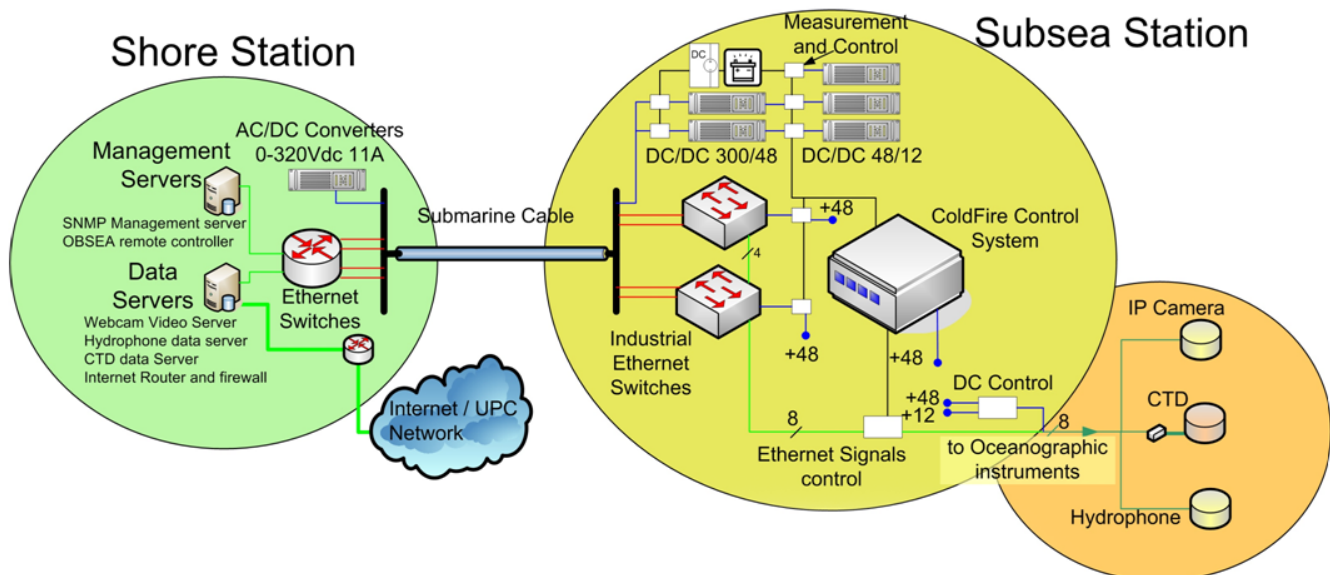 Shore Station
AC/DC Converters
0-320Vdc 11A
Management
Servers
SNMP Management server
OBSEA remote controller
Data
Servers
Ethernet
Switches
Webcam Video Server
Hydrophone data server
CTD data Server
Internet Router and firewall
Internet / UPC
Network
Submarine Cable
Subsea Station
Measurement
and Control
DC
DC/DC 300/48
DC/DC 48/12
+48
ColdFire Control
System
4
Industrial
Ethernet
Switches
+48
+48
DC Control
+48
+12
8
Ethernet Signals
control
8
to Oceanographic
instruments
IP Camera
CTD
Hydrophone